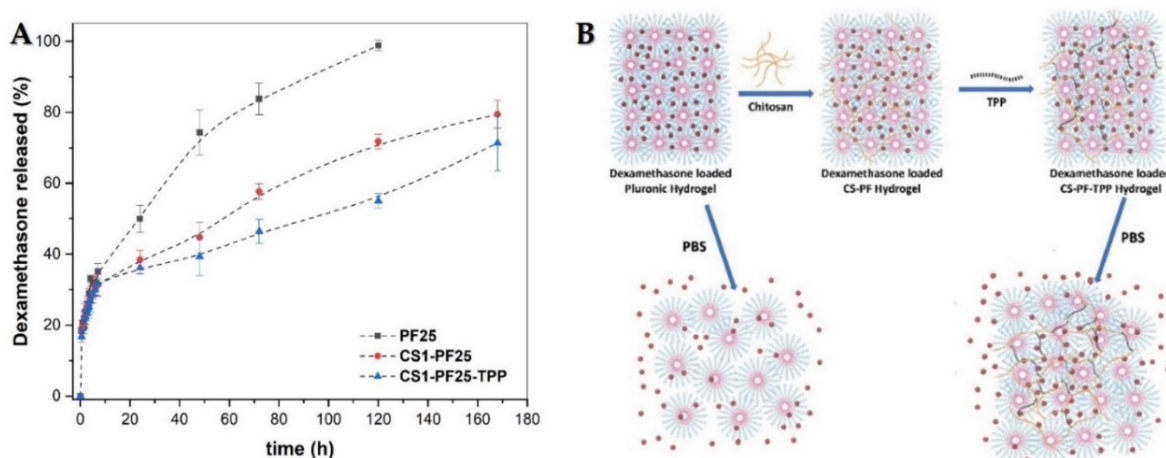 A
Dexamethasone released (%)
100
80
60
40
20
0
PF25
CS1-PF25
CS1-PF25-TPP
0 20 40 60 80 100 120 140 160 180
time (h)
B
Chitosan
TPP
Dexamethasone loaded
Pluronic Hydrogel
Dexamethasone loaded
CS-PF Hydrogel
Dexamethasone loaded
CS-PF-TPP Hydrogel
PBS
PBS